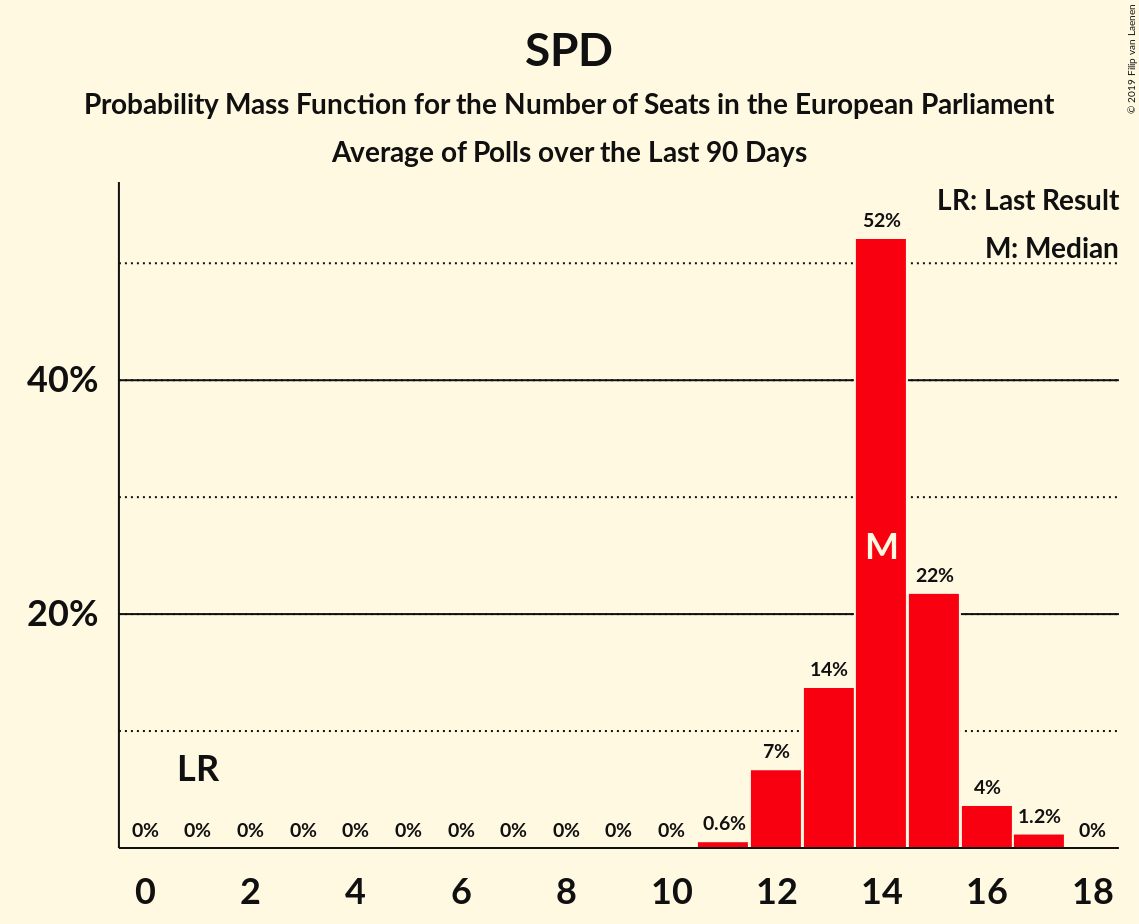 SPD
Probability Mass Function for the Number of Seats in the European Parliament
Average of Polls over the Last 90 Days
© 2019 Filip van Laenen
LR: Last Result
M: Median
52%
40%
M
22%
20%
14%
LR
7%
0% 0% 0% 0% 0% 0% 0% 0% 0% 0% 0% 0.6% 4% 1.2% 0%
0 2 4 6 8 10 12 14 16 18